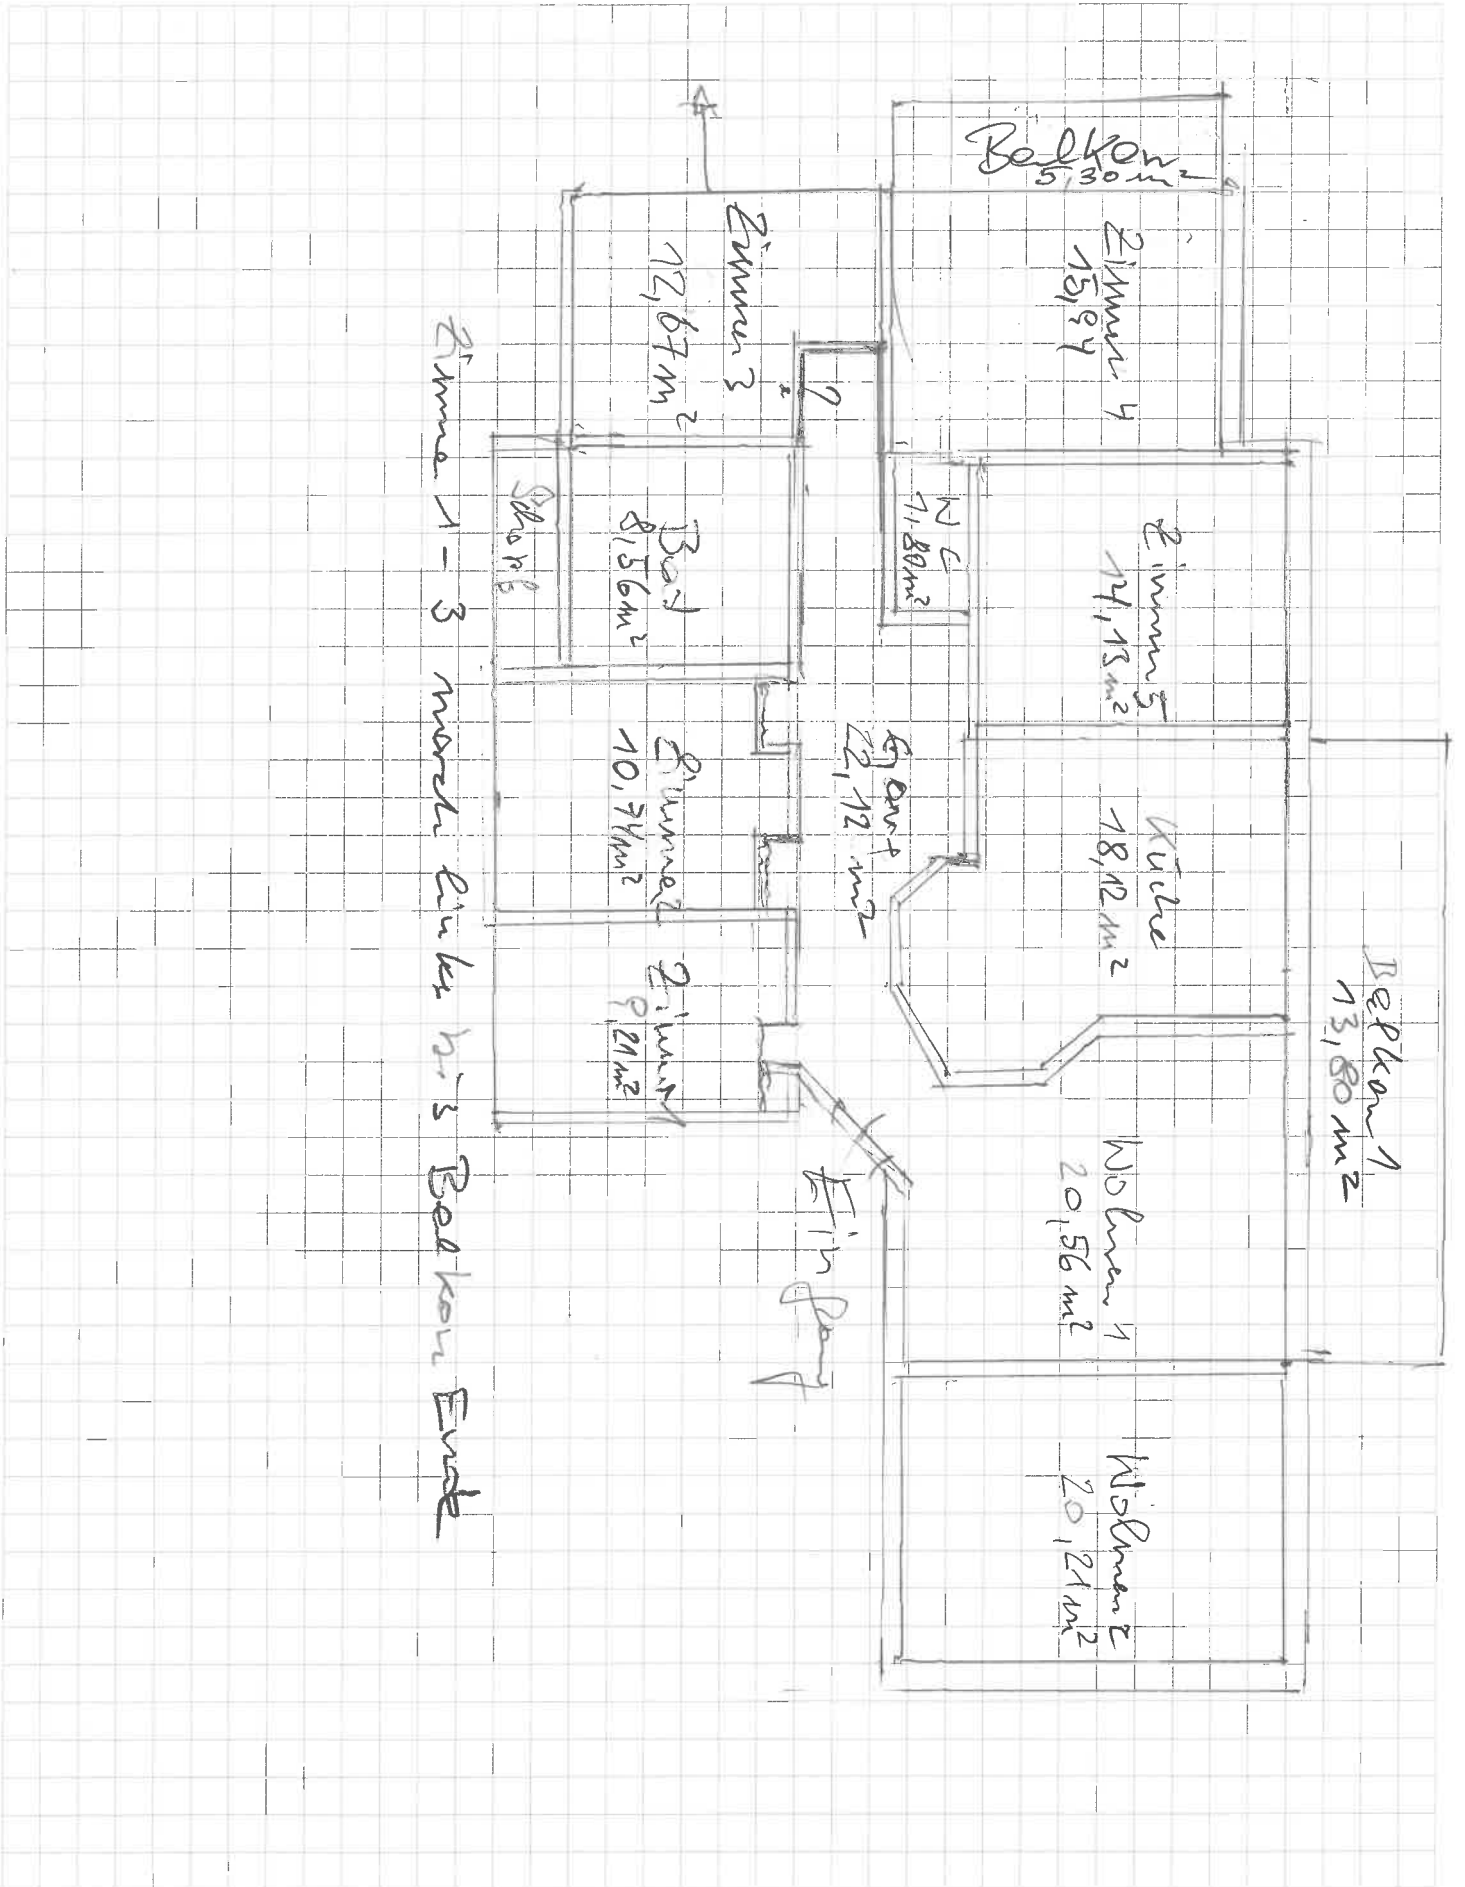 Balkon
5,30 m²
Zimmer 4
15,94
Zimmer 3
12,67 m²
?
WC
1,80 m²
Zimmer 5
14,13 m²
Bad
8,56 m²
Gang
22,12 m²
Küche
18,12 m²
Zimmer 2
10,74 m²
Zimmer 1
9,21 m²
Balkon 1
13,80 m²
Wohnen 1
20,56 m²
Eingang
Wohnen 2
20,21 m²
Zimmer 1 - 3 nach links bis Balkon Ende